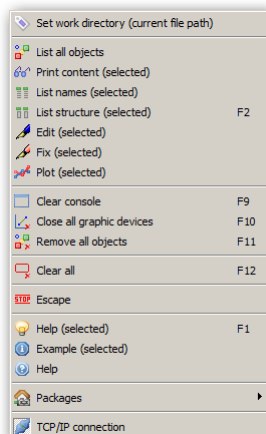 Set work directory (current file path)
List all objects
Print content (selected)
List names (selected)
List structure (selected) F2
Edit (selected)
Fix (selected)
Plot (selected)
Clear console F9
Close all graphic devices F10
Remove all objects F11
Clear all F12
STOP Escape
Help (selected) F1
Example (selected)
Help
Packages
TCP/IP connection